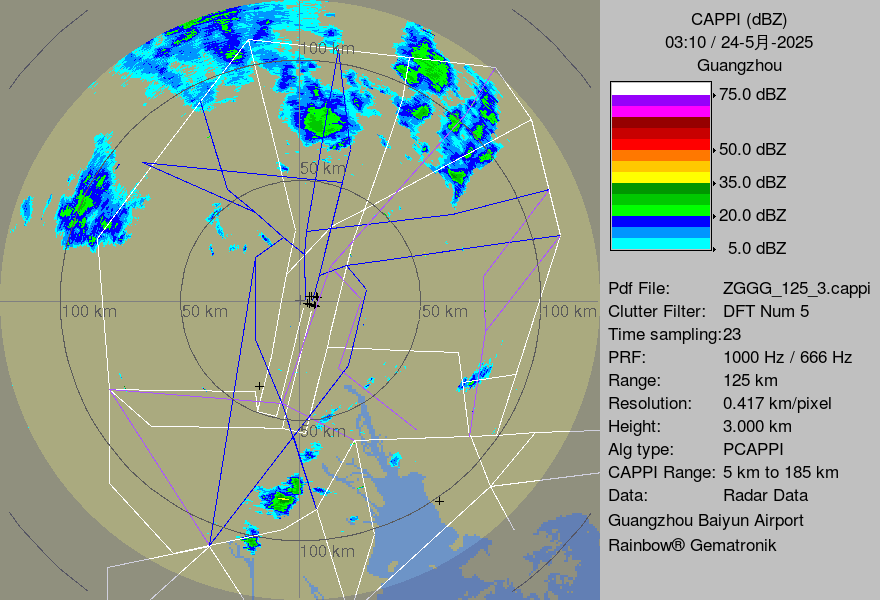 CAPPI (dBZ)
03:10 / 24-5月-2025
Guangzhou
75.0 dBZ
50.0 dBZ
35.0 dBZ
20.0 dBZ
5.0 dBZ
Pdf File: ZGGG_125_3.cappi
Clutter Filter: DFT Num 5
Time sampling:23
PRF: 1000 Hz / 666 Hz
Range: 125 km
Resolution: 0.417 km/pixel
Height: 3.000 km
Alg type: PCAPPI
CAPPI Range: 5 km to 185 km
Data: Radar Data
Guangzhou Baiyun Airport
Rainbow® Gematronik
100 km
50 km
100 km
50 km
50 km
100 km
50 km
100 km